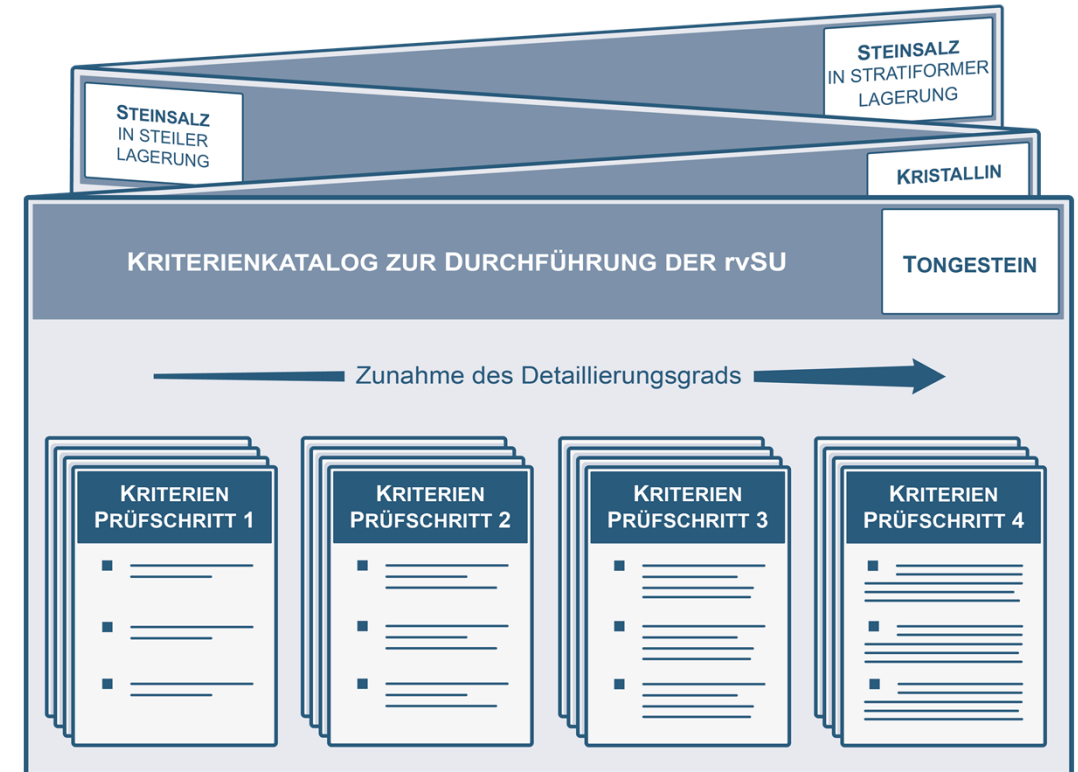 STEINSALZ
IN STRATIFORMER
LAGERUNG
STEINSALZ
IN STEILER
LAGERUNG
KRISTALLIN
KRITERIENKATALOG ZUR DURCHFÜHRUNG DER rvSU
TONGESTEIN
Zunahme des Detaillierungsgrads
KRITERIEN
PRÜFSCHRITT 1
KRITERIEN
PRÜFSCHRITT 2
KRITERIEN
PRÜFSCHRITT 3
KRITERIEN
PRÜFSCHRITT 4